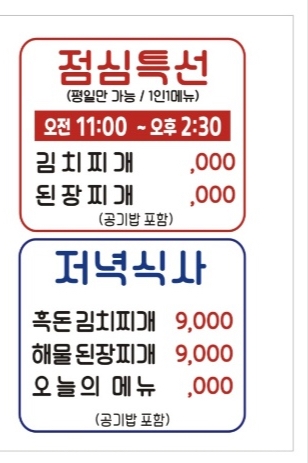 점심특선
(평일만 가능 / 1인1메뉴)
오전 11:00 ~오후 2:30
김치찌개 ,000
된장찌개 ,000
(공기밥 포함)
저녁식사
흑돈김치찌개 9,000
해물된장찌개 9,000
오늘의 메뉴 ,000
(공기밥 포함)